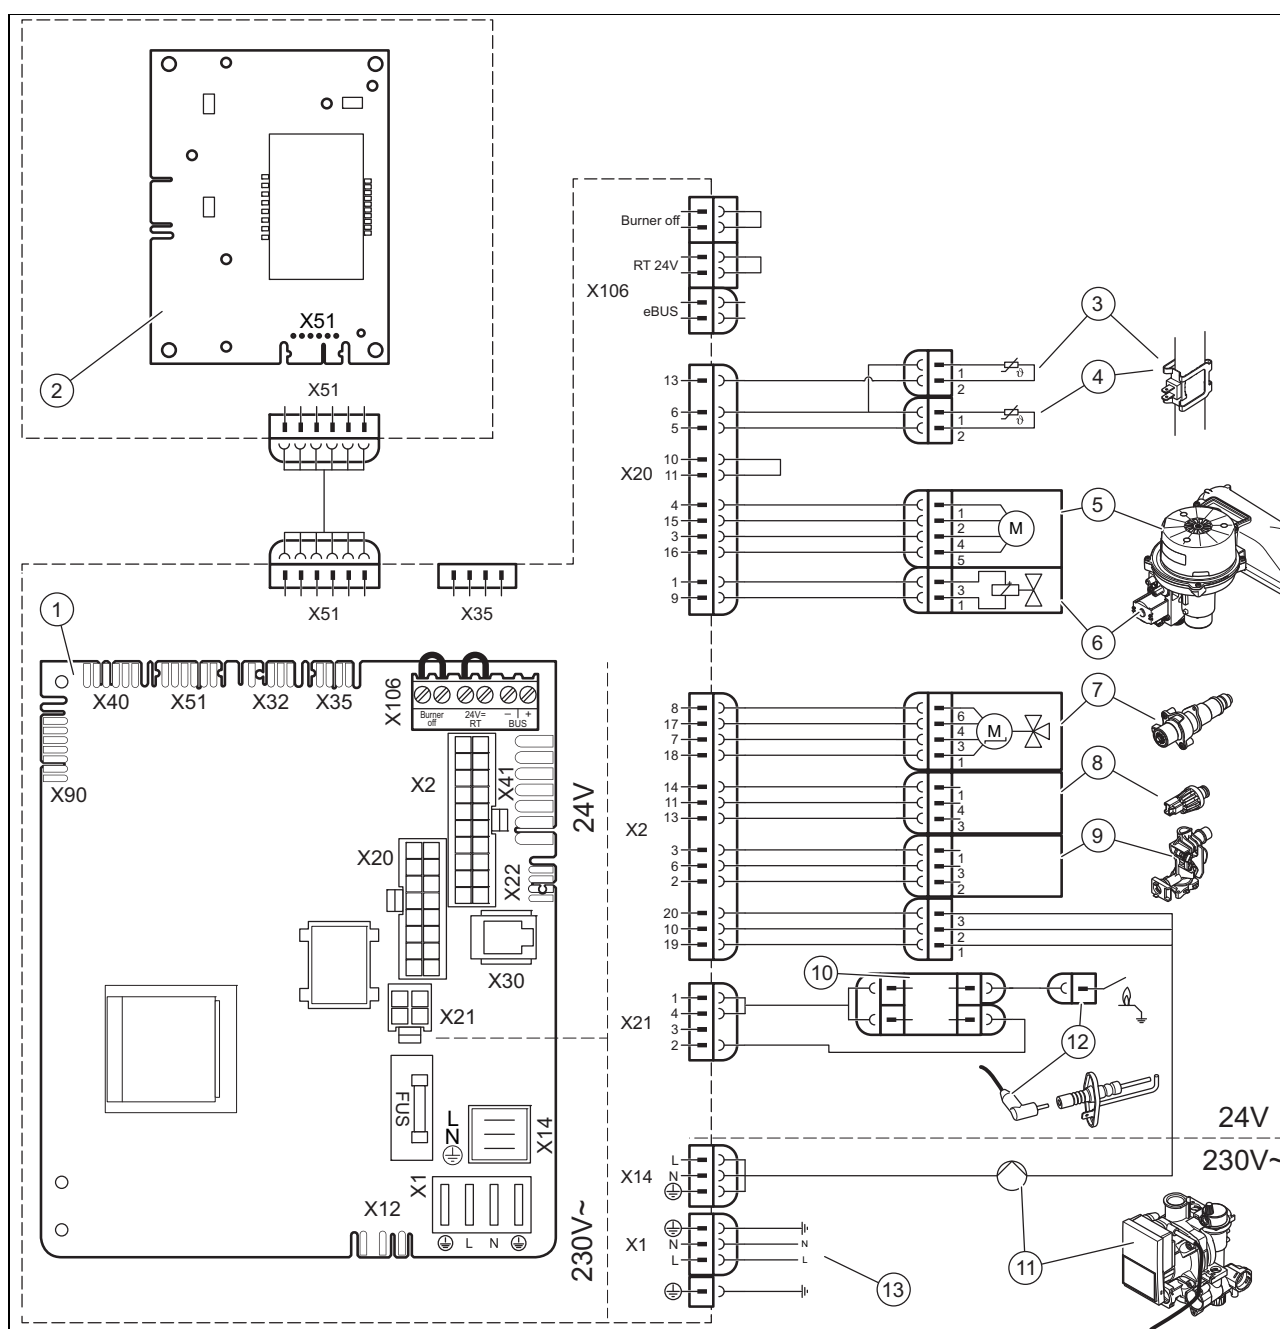 X51
2
X51
X51
X35
1
X40
X51
X32
X35
X106
Burner
off
24V=
RT
– | +
BUS
X90
X2
X41
X20
X22
X30
X21
FUS
L
N
X14
X1
X12
L
N
24V
230V~
Burner off
RT 24V
eBUS
X106
13
6
5
10
11
4
15
3
16
1
9
X20
1
2
ϑ
1
2
ϑ
3
4
1
2
4
5
M
5
3
1
6
8
17
7
18
14
11
13
3
6
2
20
10
19
X2
6
4
3
1
M
7
1
4
3
8
1
3
2
9
3
2
1
X21
1
4
3
2
10
12
24V
230V~
X14
L
N
11
X1
N
L
N
L
13